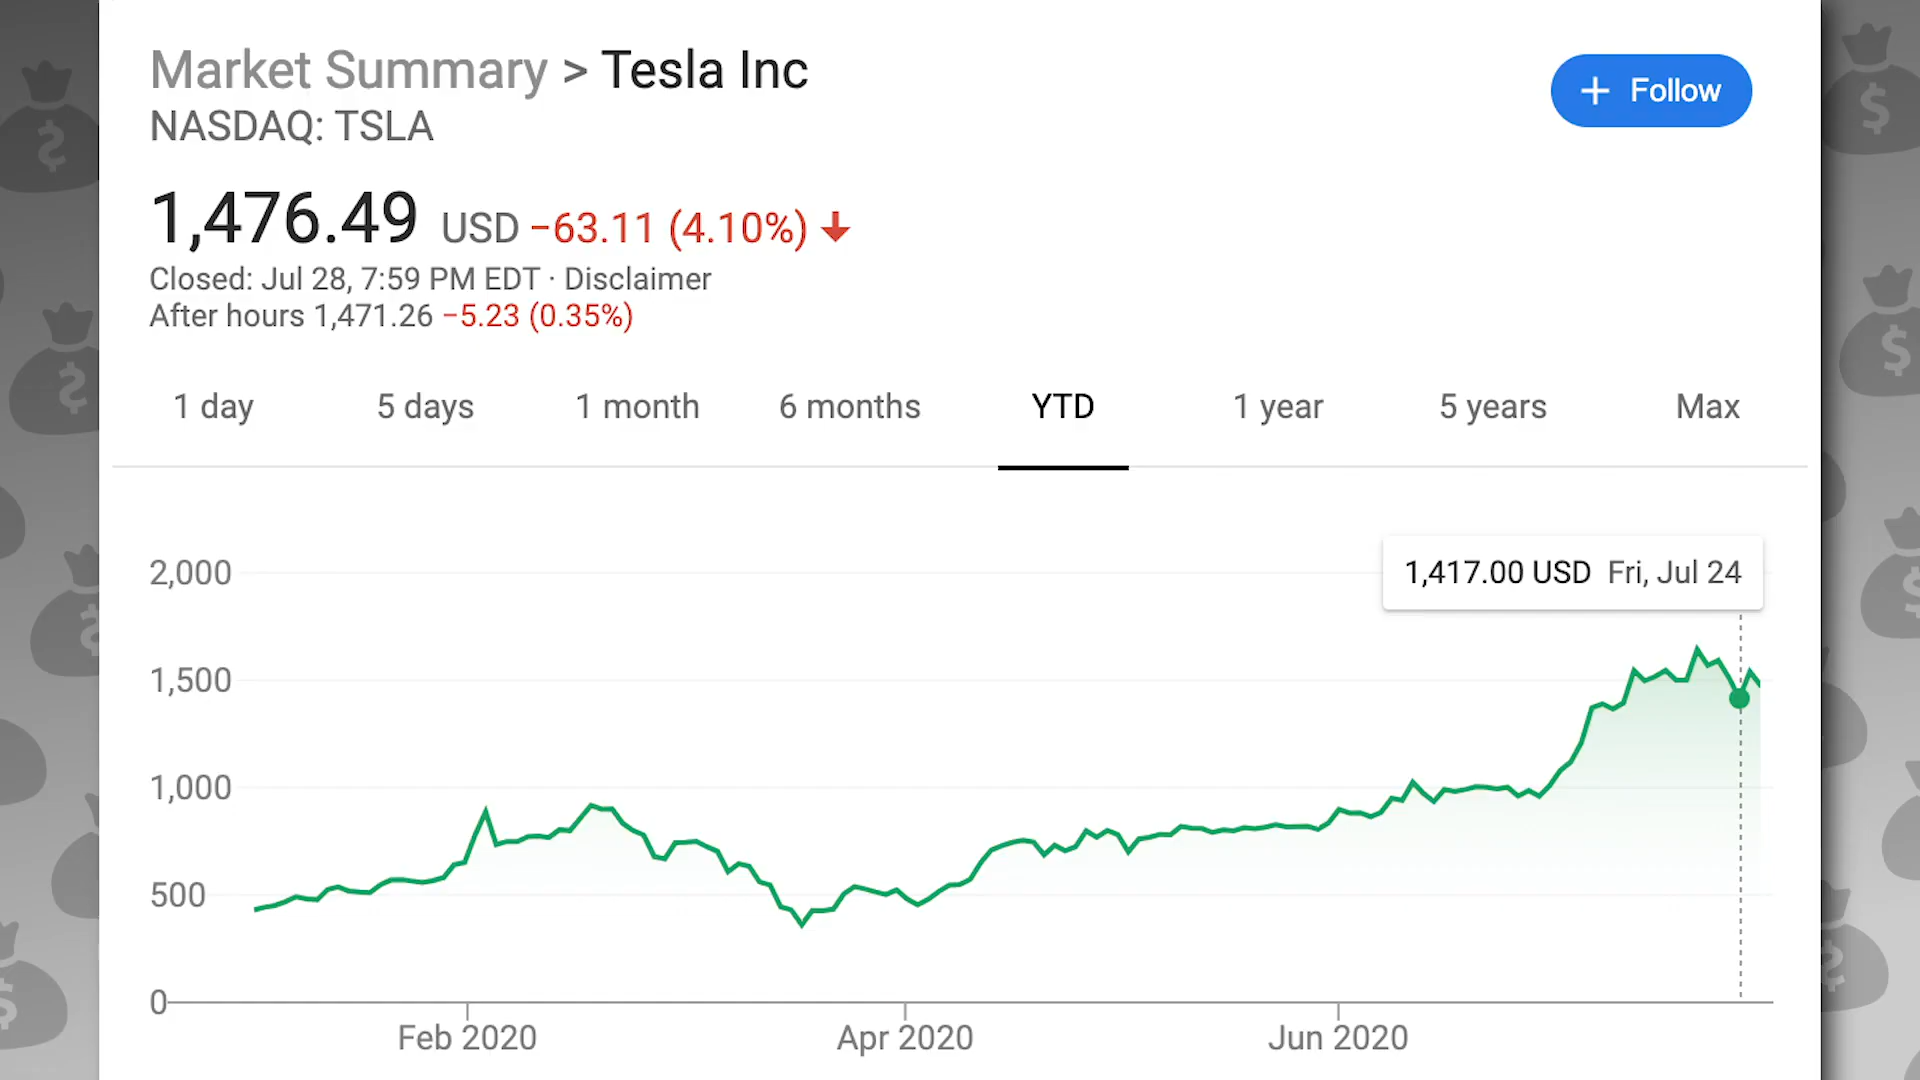 Market Summary > Tesla Inc
NASDAQ: TSLA
+ Follow
1,476.49 USD −63.11 (4.10%)
Closed: Jul 28, 7:59 PM EDT · Disclaimer
After hours 1,471.26 −5.23 (0.35%)
1 day 5 days 1 month 6 months YTD 1 year 5 years Max
1,417.00 USD Fri, Jul 24
2,000
1,500
1,000
500
0
Feb 2020 Apr 2020 Jun 2020